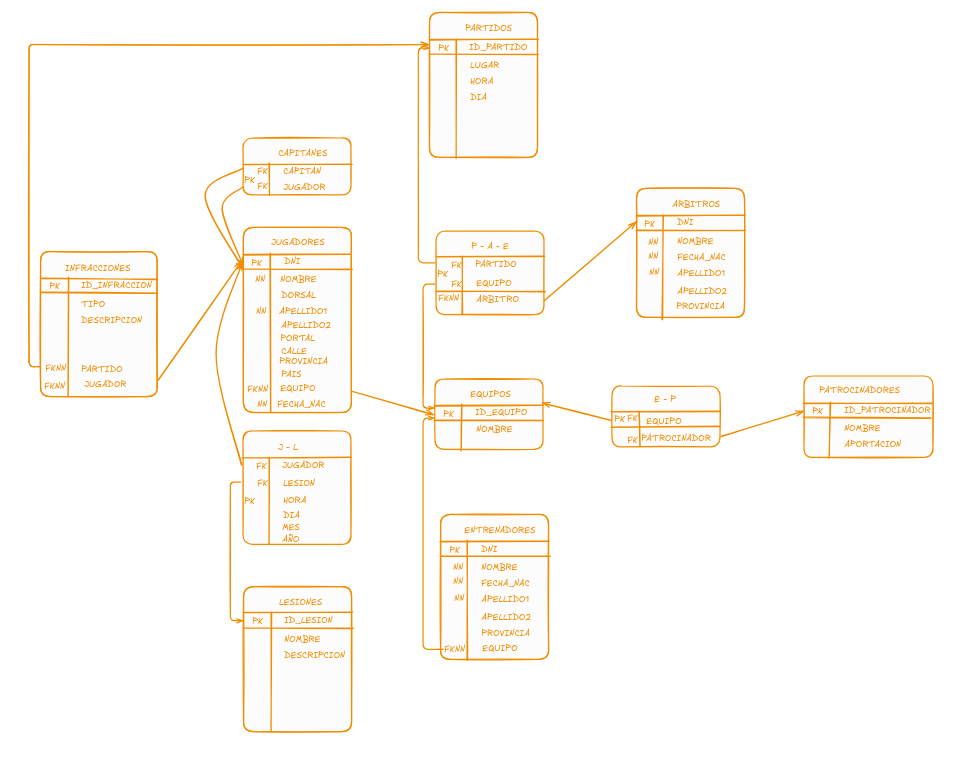 PARTIDOS
PK ID_PARTIDO
LUGAR
HORA
DIA
CAPITANES
FK CAPITÁN
PK
FK JUGADOR
JUGADORES
PK DNI
NN NOMBRE
DORSAL
NN APELLIDO1
APELLIDO2
PORTAL
CALLE
PROVINCIA
PAIS
FKNN EQUIPO
NN FECHA_NAC
INFRACCIONES
PK ID_INFRACCION
TIPO
DESCRIPCION
FKNN PARTIDO
FKNN JUGADOR
P - A - E
FK PARTIDO
PK
FK EQUIPO
FKNN ARBITRO
ARBITROS
PK DNI
NN NOMBRE
NN FECHA_NAC
NN APELLIDO1
APELLIDO2
PROVINCIA
EQUIPOS
PK ID_EQUIPO
NOMBRE
E - P
PK FK EQUIPO
FK PATROCINADOR
PATROCINADORES
PK ID_PATROCINADOR
NOMBRE
APORTACION
J - L
FK JUGADOR
FK LESION
PK HORA
DIA
MES
AÑO
ENTRENADORES
PK DNI
NN NOMBRE
NN FECHA_NAC
NN APELLIDO1
APELLIDO2
PROVINCIA
FKNN EQUIPO
LESIONES
PK ID_LESION
NOMBRE
DESCRIPCION